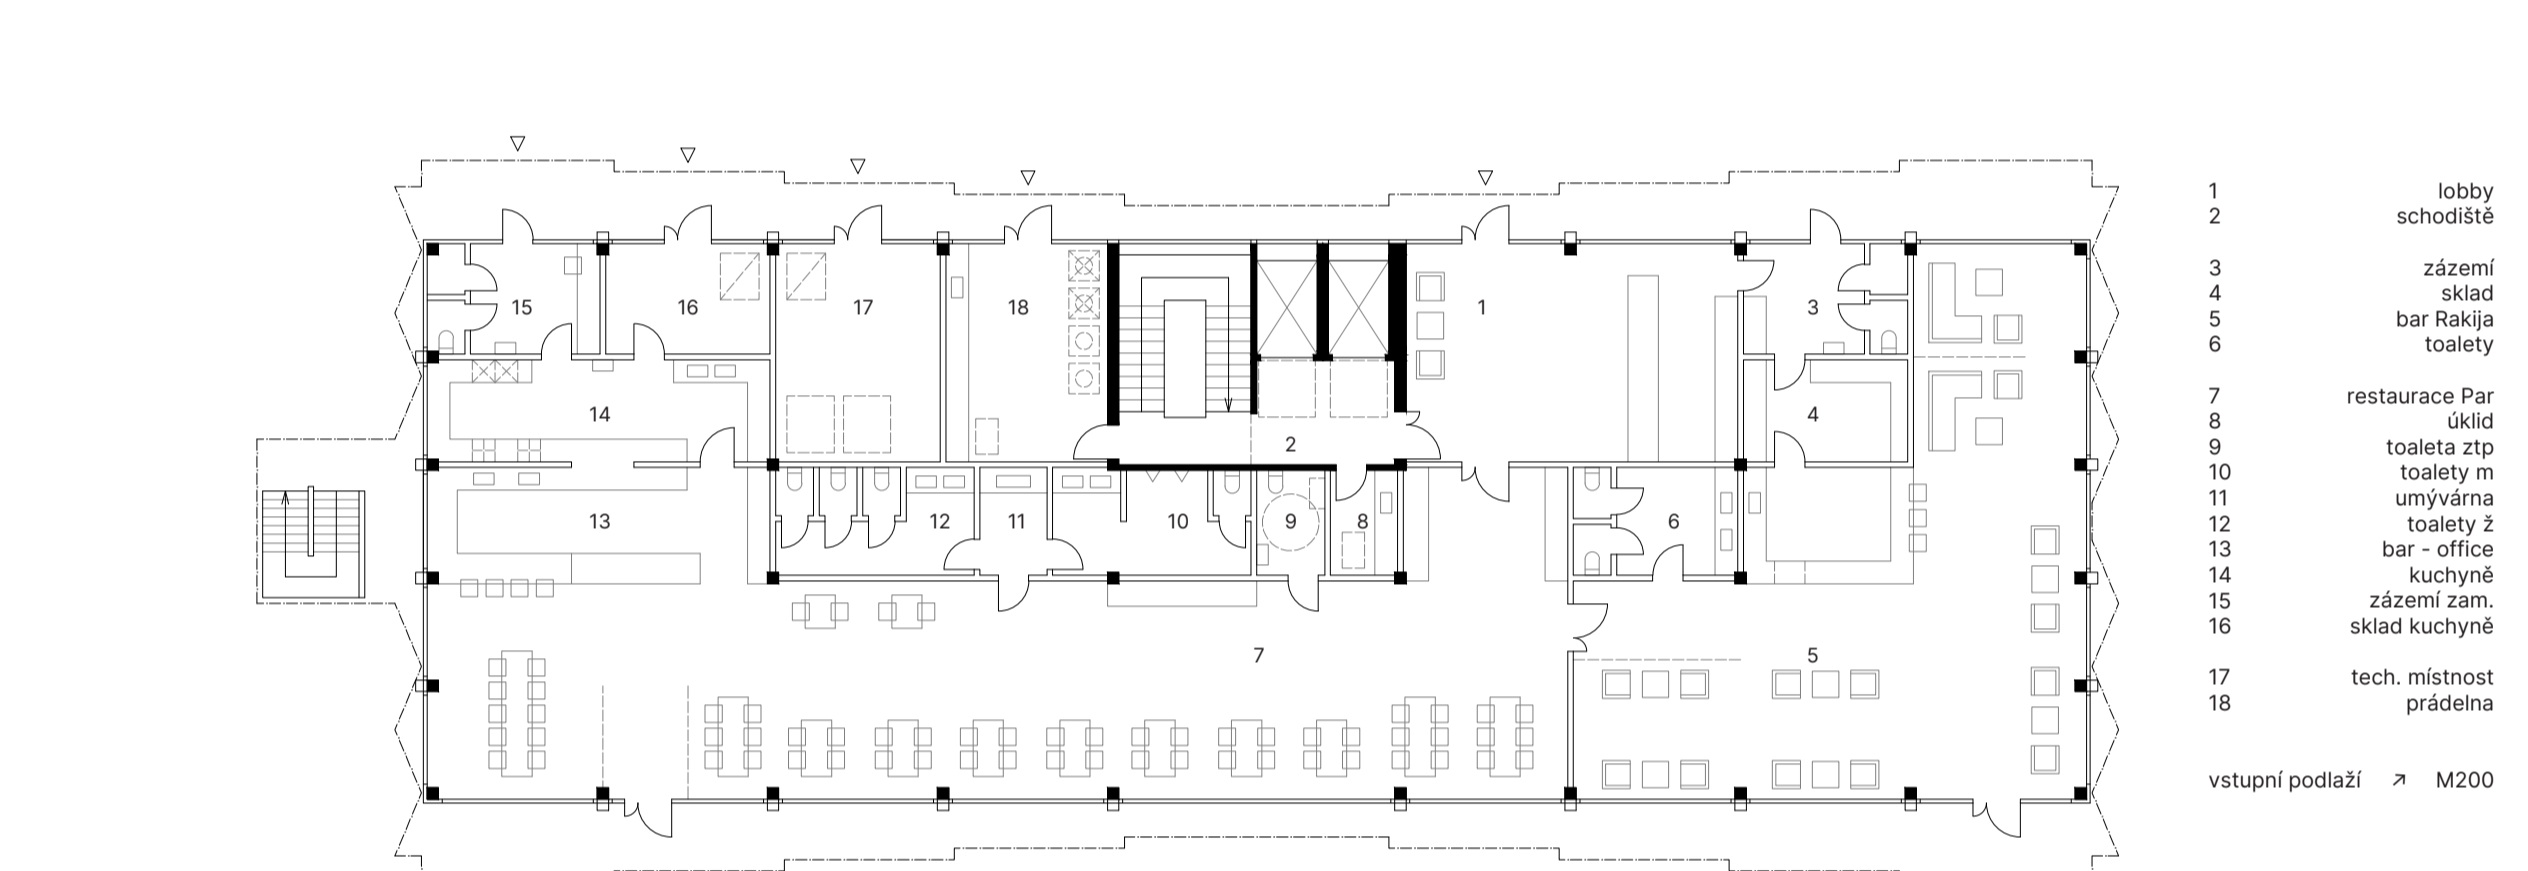 15
16
17
18
1
3
14
4
2
13
12
11
10
9
8
6
7
5
1 lobby
2 schodiště
3 zázemí
4 sklad
5 bar Rakija
6 toalety
7 restaurace Par
8 úklid
9 toaleta ztp
10 toalety m
11 umývárna
12 toalety ž
13 bar - office
14 kuchyně
15 zázemí zam.
16 sklad kuchyně
17 tech. místnost
18 prádelna
vstupní podlaží ↗ M200